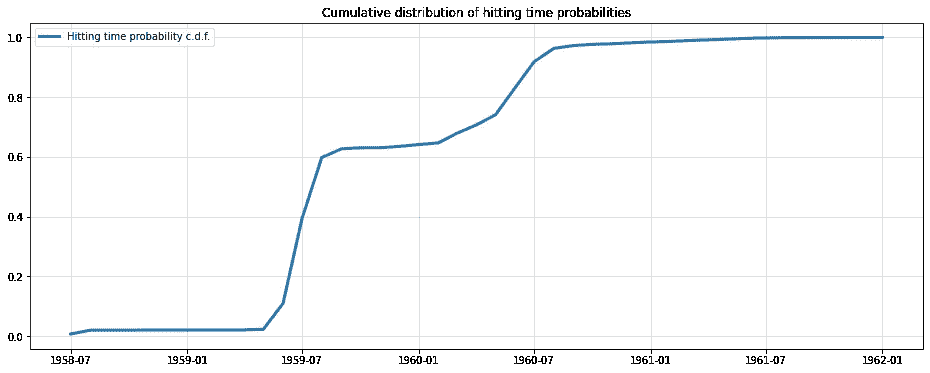 Cumulative distribution of hitting time probabilities
Hitting time probability c.d.f.
1.0
0.8
0.6
0.4
0.2
0.0
1958-07 1959-01 1959-07 1960-01 1960-07 1961-01 1961-07 1962-01